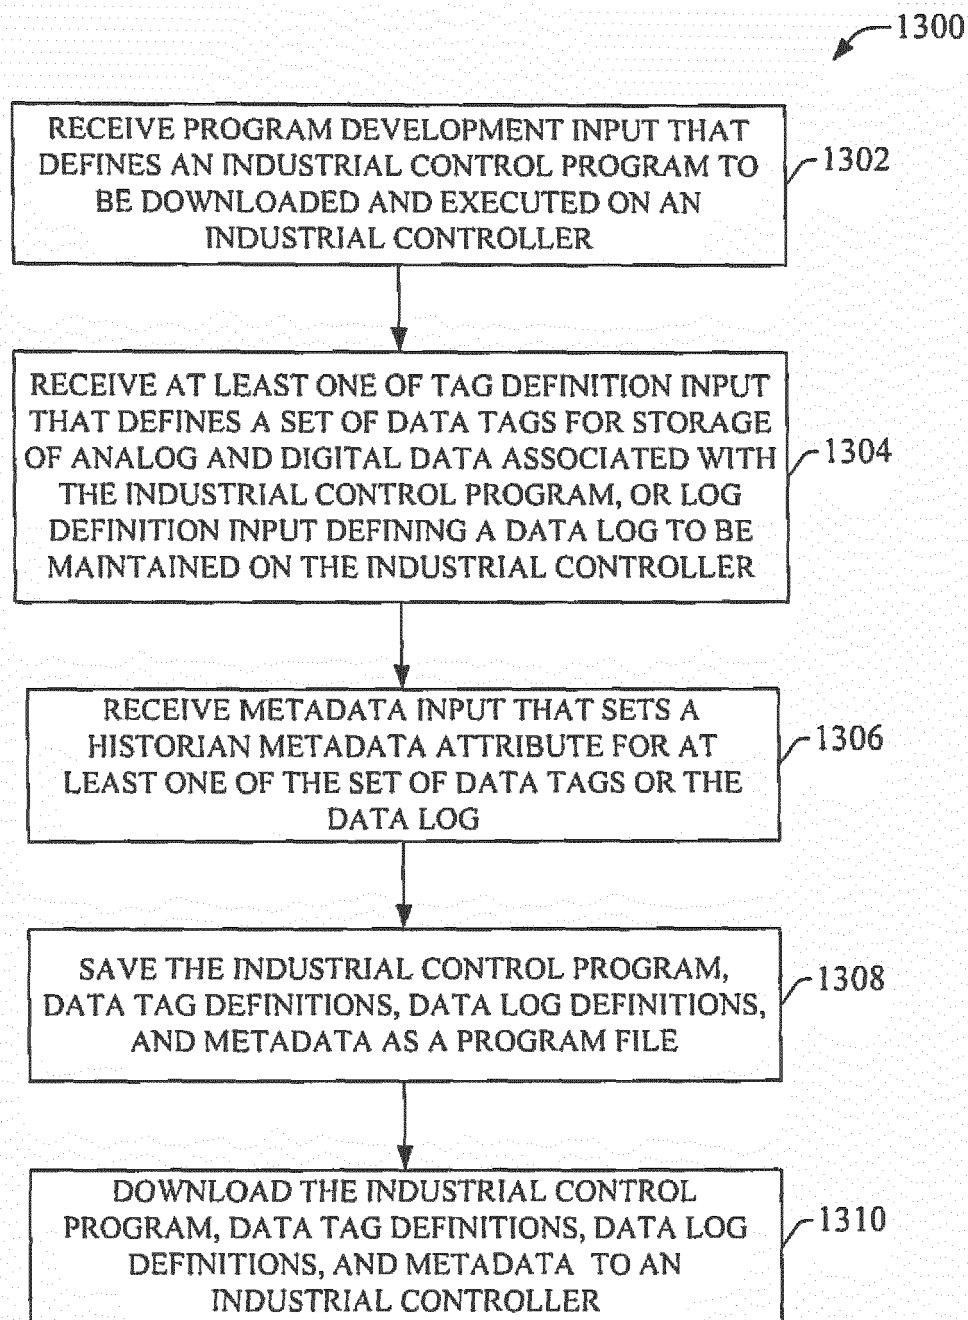 1300
RECEIVE PROGRAM DEVELOPMENT INPUT THAT
DEFINES AN INDUSTRIAL CONTROL PROGRAM TO
BE DOWNLOADED AND EXECUTED ON AN
INDUSTRIAL CONTROLLER
1302
RECEIVE AT LEAST ONE OF TAG DEFINITION INPUT
THAT DEFINES A SET OF DATA TAGS FOR STORAGE
OF ANALOG AND DIGITAL DATA ASSOCIATED WITH
THE INDUSTRIAL CONTROL PROGRAM, OR LOG
DEFINITION INPUT DEFINING A DATA LOG TO BE
MAINTAINED ON THE INDUSTRIAL CONTROLLER
1304
RECEIVE METADATA INPUT THAT SETS A
HISTORIAN METADATA ATTRIBUTE FOR AT
LEAST ONE OF THE SET OF DATA TAGS OR THE
DATA LOG
1306
SAVE THE INDUSTRIAL CONTROL PROGRAM,
DATA TAG DEFINITIONS, DATA LOG DEFINITIONS,
AND METADATA AS A PROGRAM FILE
1308
DOWNLOAD THE INDUSTRIAL CONTROL
PROGRAM, DATA TAG DEFINITIONS, DATA LOG
DEFINITIONS, AND METADATA TO AN
INDUSTRIAL CONTROLLER
1310